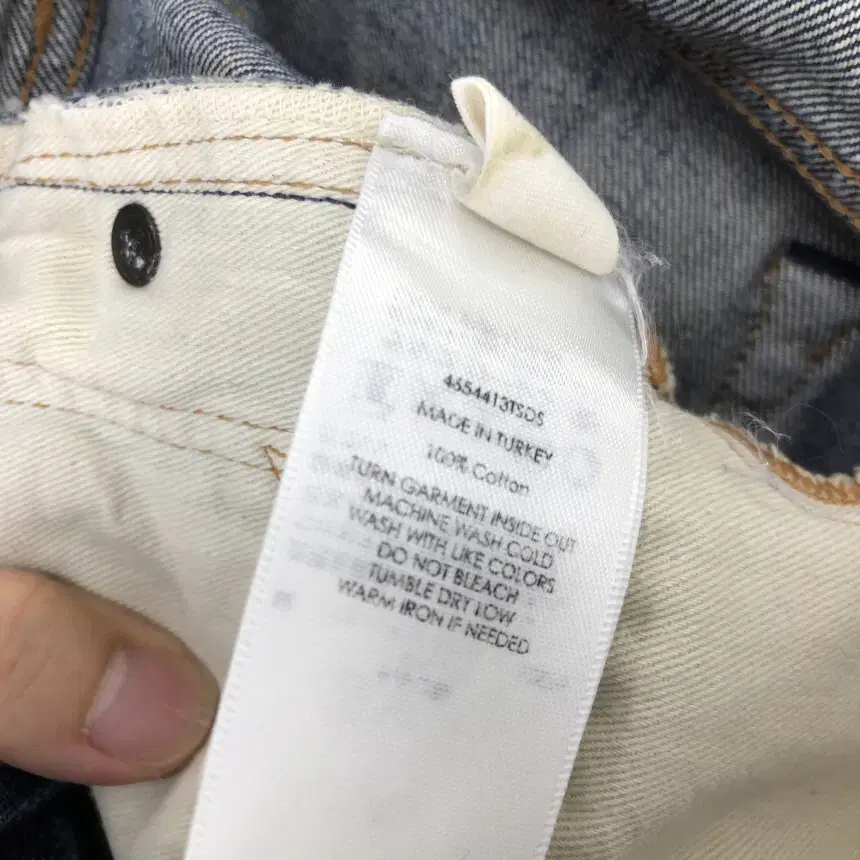 4654413TSDS
MADE IN TURKEY
100% Cotton
TURN GARMENT INSIDE OUT
MACHINE WASH COLD
WASH WITH LIKE COLORS
DO NOT BLEACH
TUMBLE DRY LOW
WARM IRON IF NEEDED